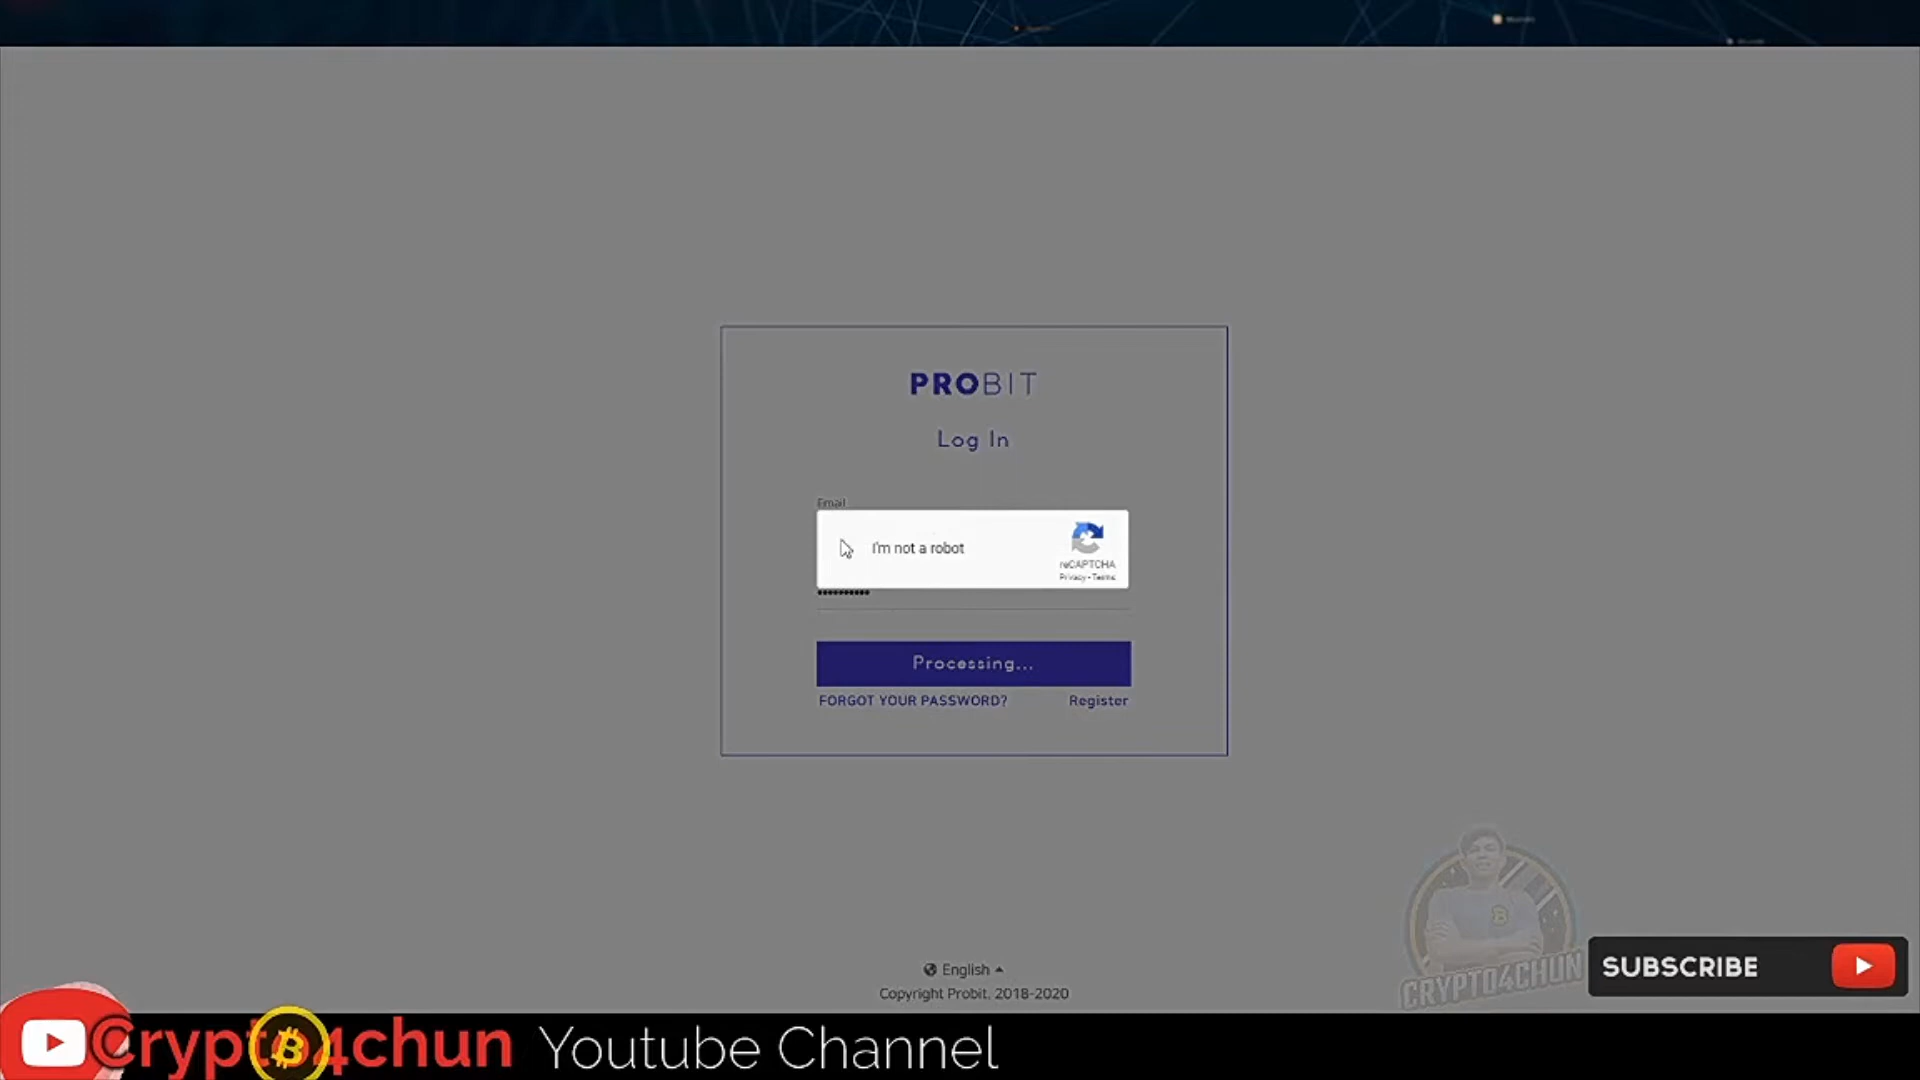 PROBIT
Log In
Email
I'm not a robot
reCAPTCHA
Privacy - Terms
••••••••••
Processing...
FORGOT YOUR PASSWORD?
Register
English
Copyright Probit, 2018-2020
CRYPTO4CHUN
SUBSCRIBE
Crypto4chun Youtube Channel